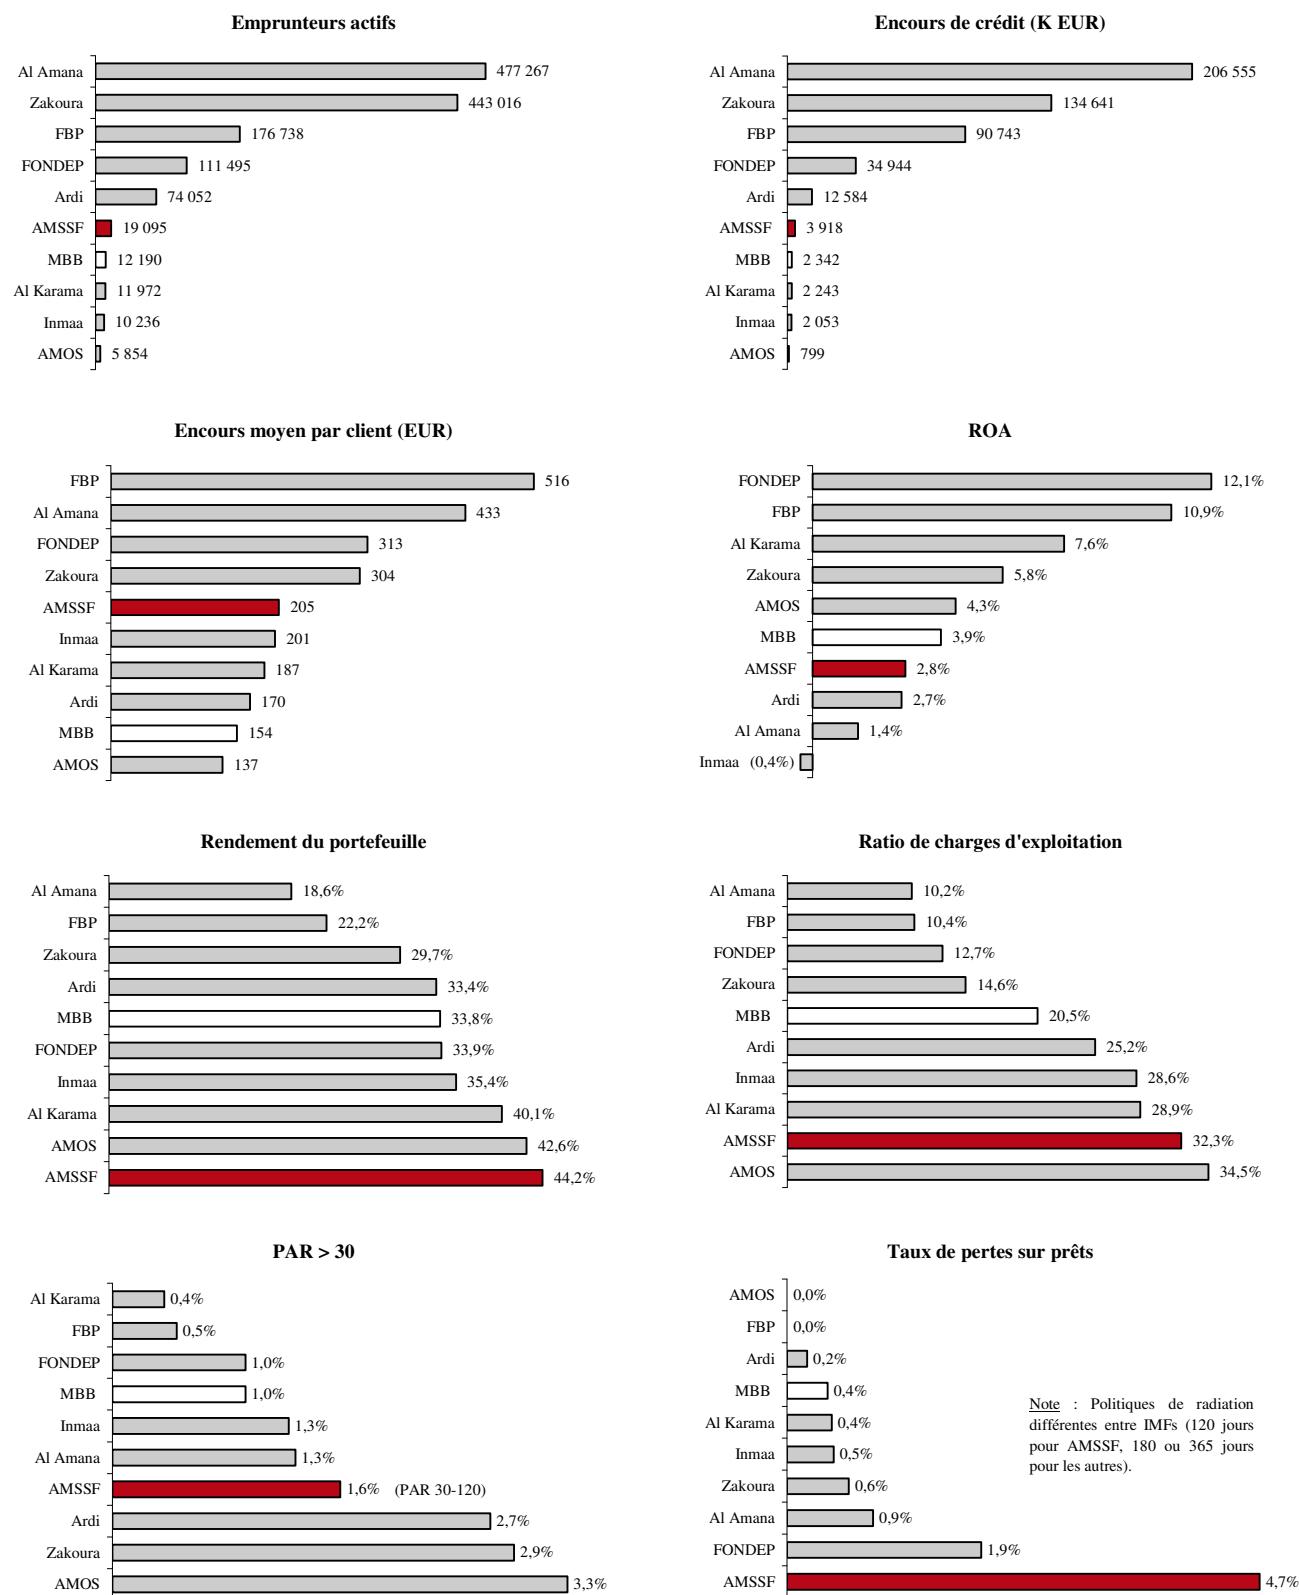 Emprunteurs actifs
Al Amana 477 267
Zakoura 443 016
FBP 176 738
FONDEP 111 495
Ardi 74 052
AMSSF 19 095
MBB 12 190
Al Karama 11 972
Inmaa 10 236
AMOS 5 854
Encours de crédit (K EUR)
Al Amana 206 555
Zakoura 134 641
FBP 90 743
FONDEP 34 944
Ardi 12 584
AMSSF 3 918
MBB 2 342
Al Karama 2 243
Inmaa 2 053
AMOS 799
Encours moyen par client (EUR)
FBP 516
Al Amana 433
FONDEP 313
Zakoura 304
AMSSF 205
Inmaa 201
Al Karama 187
Ardi 170
MBB 154
AMOS 137
ROA
FONDEP 12,1%
FBP 10,9%
Al Karama 7,6%
Zakoura 5,8%
AMOS 4,3%
MBB 3,9%
AMSSF 2,8%
Ardi 2,7%
Al Amana 1,4%
Inmaa (0,4%)
Rendement du portefeuille
Al Amana 18,6%
FBP 22,2%
Zakoura 29,7%
Ardi 33,4%
MBB 33,8%
FONDEP 33,9%
Inmaa 35,4%
Al Karama 40,1%
AMOS 42,6%
AMSSF 44,2%
Ratio de charges d'exploitation
Al Amana 10,2%
FBP 10,4%
FONDEP 12,7%
Zakoura 14,6%
MBB 20,5%
Ardi 25,2%
Inmaa 28,6%
Al Karama 28,9%
AMSSF 32,3%
AMOS 34,5%
PAR > 30
Al Karama 0,4%
FBP 0,5%
FONDEP 1,0%
MBB 1,0%
Inmaa 1,3%
Al Amana 1,3%
AMSSF 1,6% (PAR 30-120)
Ardi 2,7%
Zakoura 2,9%
AMOS 3,3%
Taux de pertes sur prêts
AMOS 0,0%
FBP 0,0%
Ardi 0,2%
MBB 0,4%
Al Karama 0,4%
Inmaa 0,5%
Zakoura 0,6%
Al Amana 0,9%
FONDEP 1,9%
AMSSF 4,7%
Note : Politiques de radiation
différentes entre IMFs (120 jours
pour AMSSF, 180 ou 365 jours
pour les autres).